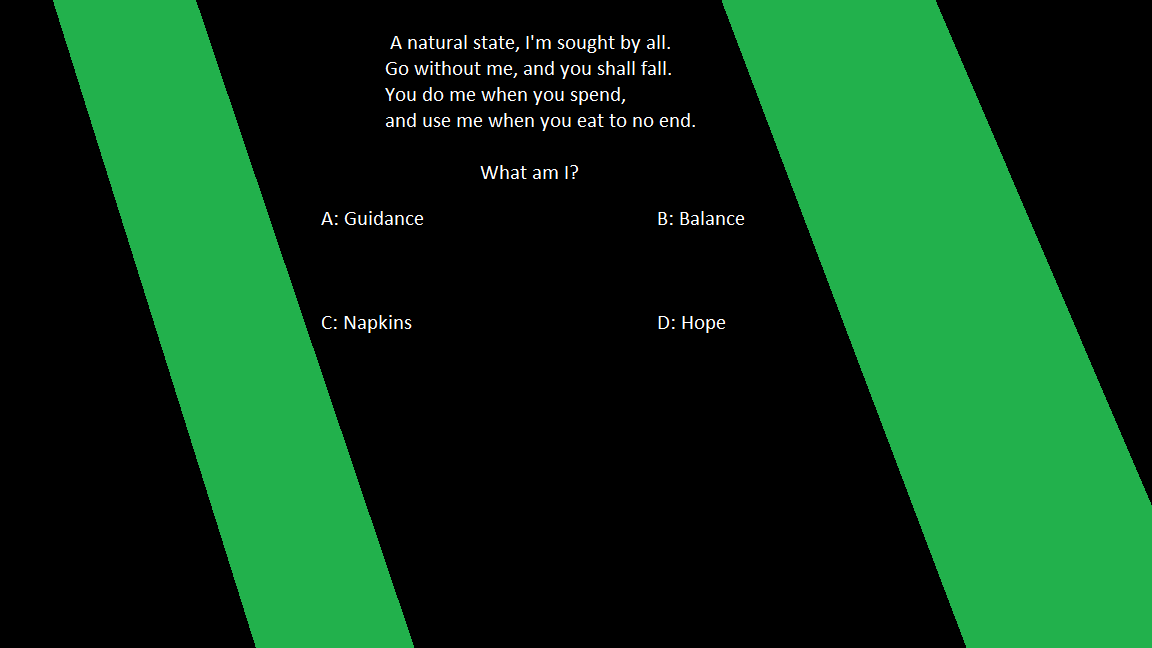 A natural state, I'm sought by all.
Go without me, and you shall fall.
You do me when you spend,
and use me when you eat to no end.
What am I?
A: Guidance
B: Balance
C: Napkins
D: Hope